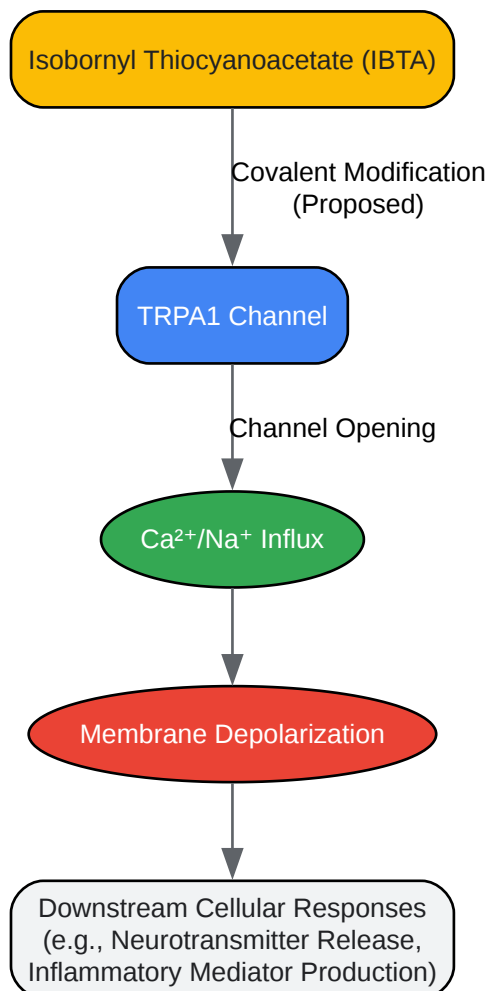 Isobornyl Thiocyanoacetate (IBTA)
Covalent Modification
(Proposed)
TRPA1 Channel
Channel Opening
Ca²⁺/Na⁺ Influx
Membrane Depolarization
Downstream Cellular Responses
(e.g., Neurotransmitter Release,
Inflammatory Mediator Production)